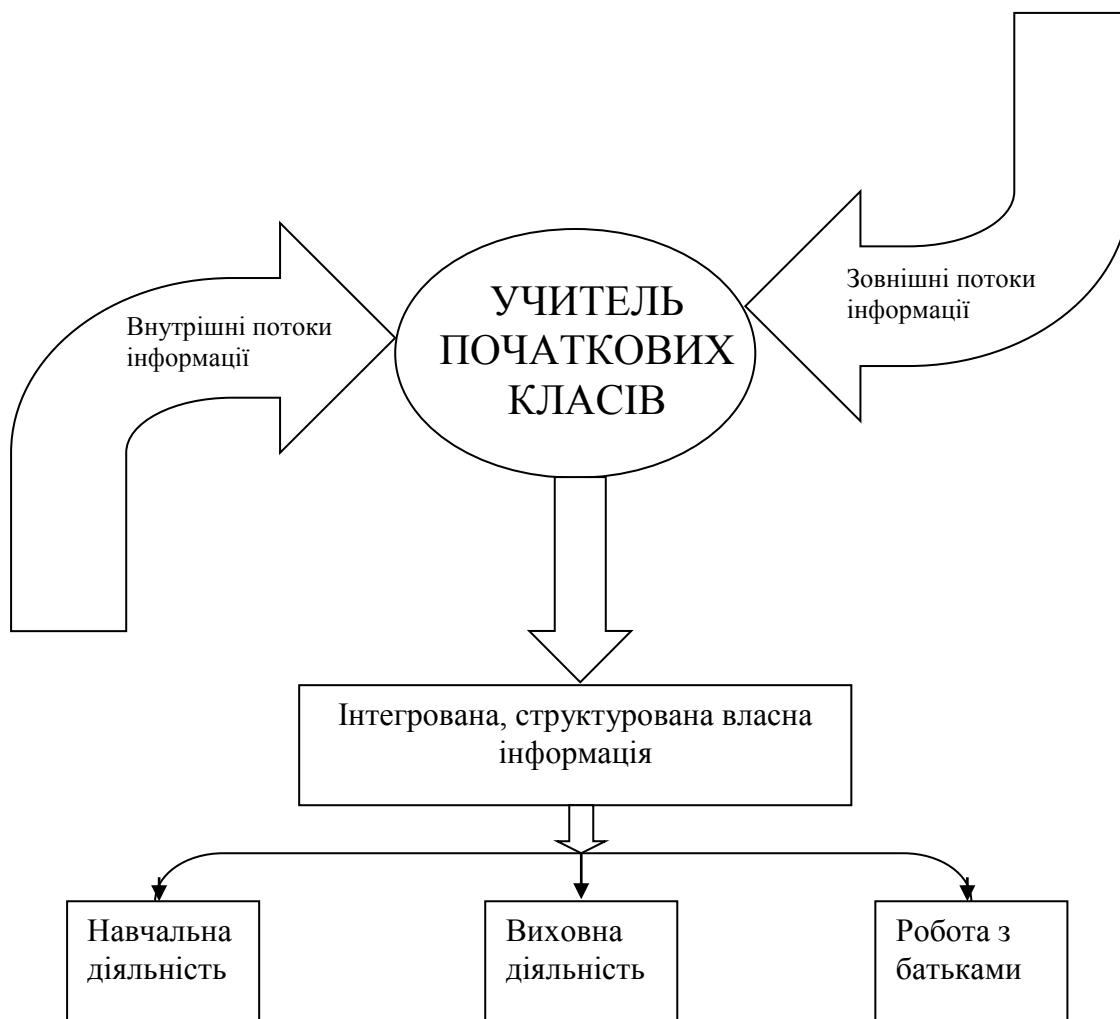 Внутрішні потоки
інформації
УЧИТЕЛЬ
ПОЧАТКОВИХ
КЛАСІВ
Зовнішні потоки
інформації
Інтегрована, структурована власна
інформація
Навчальна
діяльність
Виховна
діяльність
Робота з
батьками